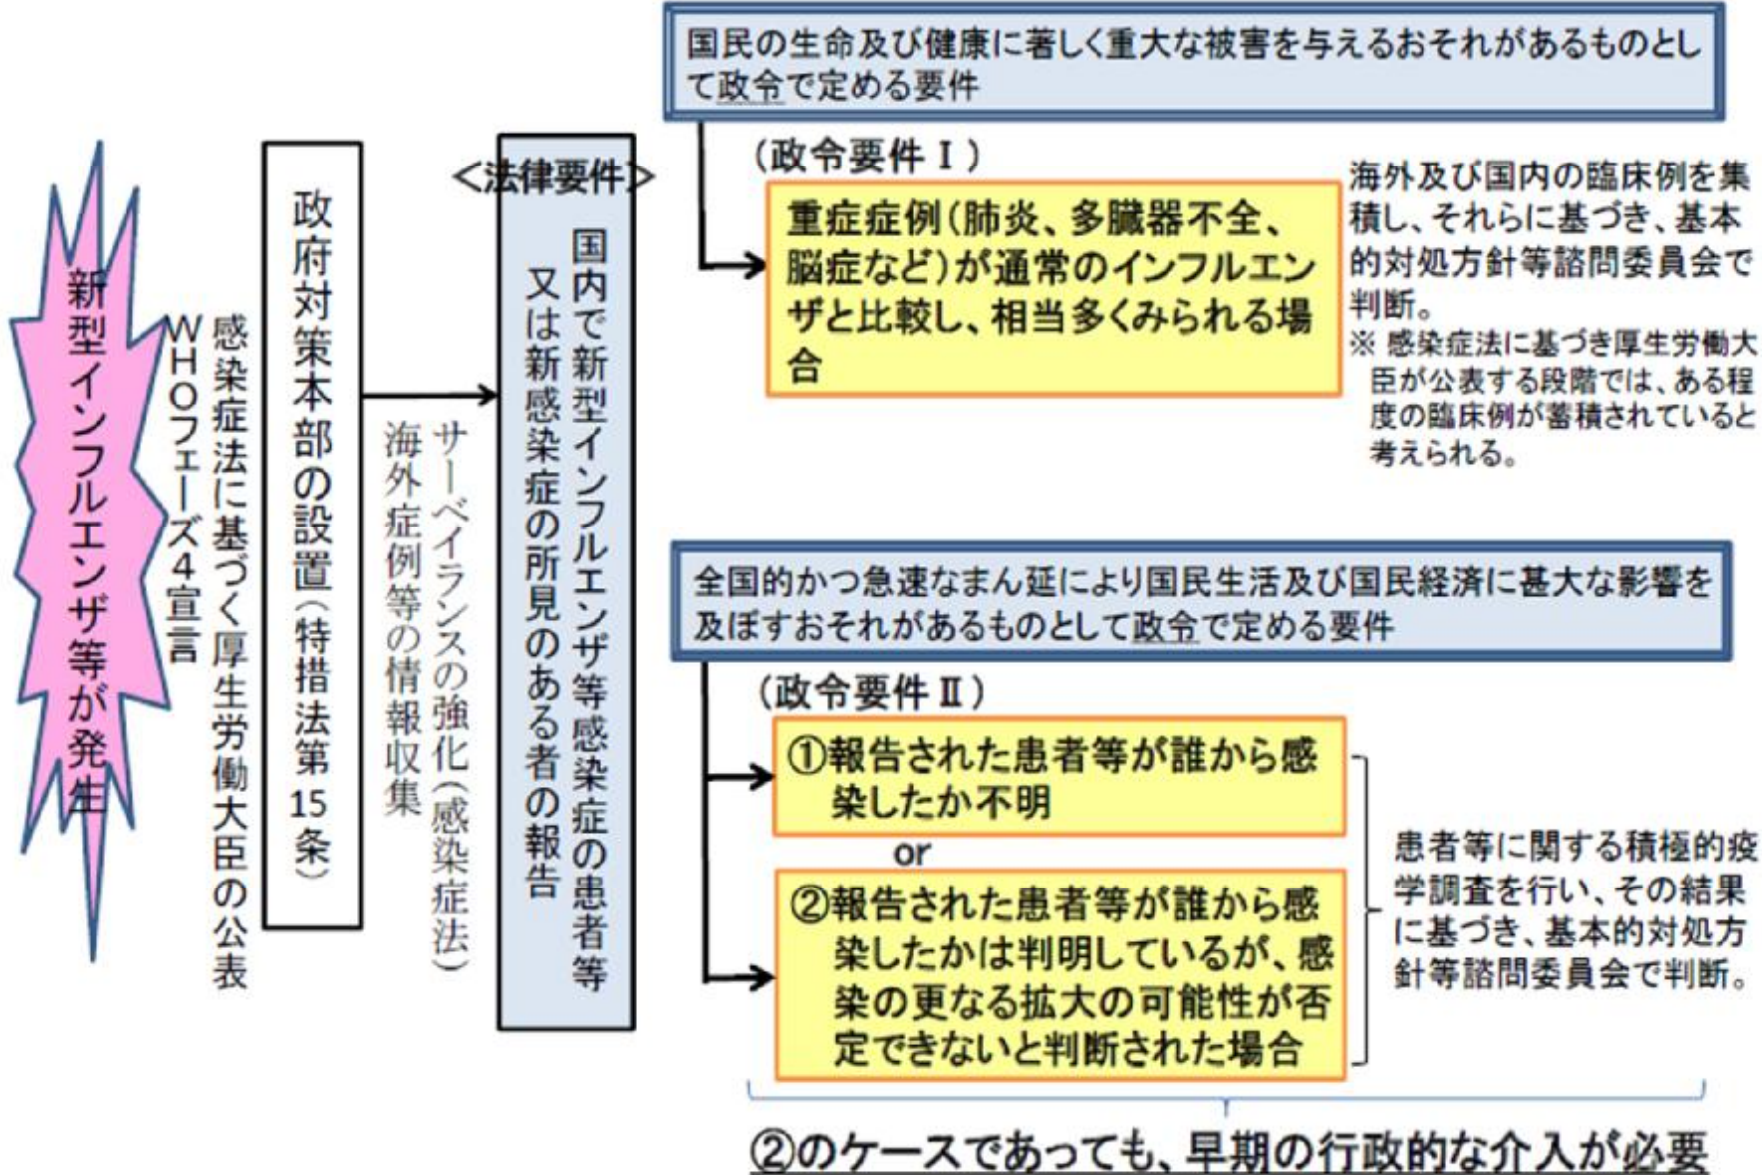 新型インフルエンザ等が発生
WHOフェーズ4宣言
感染症法に基づく厚生労働大臣の公表
政府対策本部の設置(特措法第15条)
サーベイランスの強化(感染症法)
海外症例等の情報収集
<法律要件>
国内で新型インフルエンザ等感染症の患者等
又は新感染症の所見のある者の報告
国民の生命及び健康に著しく重大な被害を与えるおそれがあるものとし
て政令で定める要件
(政令要件Ⅰ)
重症症例(肺炎、多臓器不全、
脳症など)が通常のインフルエン
ザと比較し、相当多くみられる場
合
海外及び国内の臨床例を集
積し、それらに基づき、基本
的対処方針等諮問委員会で
判断。
※ 感染症法に基づき厚生労働大
臣が公表する段階では、ある程
度の臨床例が蓄積されていると
考えられる。
全国的かつ急速なまん延により国民生活及び国民経済に甚大な影響を
及ぼすおそれがあるものとして政令で定める要件
(政令要件Ⅱ)
①報告された患者等が誰から感
染したか不明
or
②報告された患者等が誰から感
染したかは判明しているが、感
染の更なる拡大の可能性が否
定できないと判断された場合
患者等に関する積極的疫
学調査を行い、その結果
に基づき、基本的対処方
針等諮問委員会で判断。
②のケースであっても、早期の行政的な介入が必要